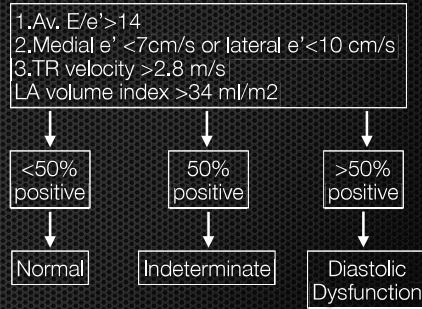 1.Av. E/e'>14
2.Medial e' <7cm/s or lateral e'<10 cm/s
3.TR velocity >2.8 m/s
LA volume index >34 ml/m2
<50%
positive
50%
positive
>50%
positive
Normal
Indeterminate
Diastolic
Dysfunction